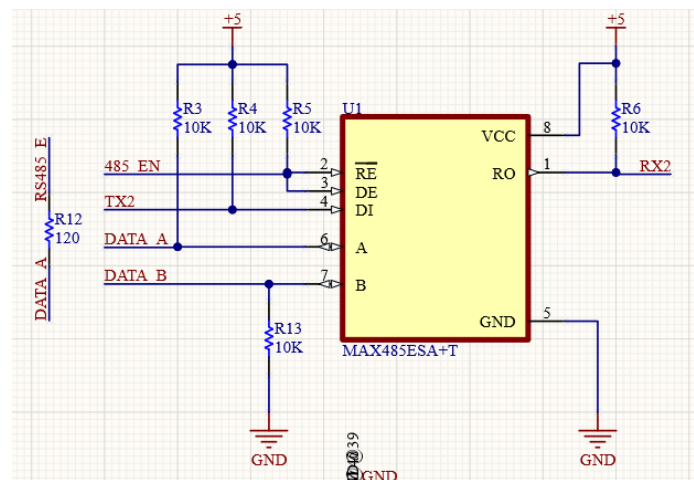 +5
+5
R3
10K
R4
10K
R5
10K
U1
R6
10K
VCC
8
485_EN
2
RE
RO
1
RX2
3
DE
TX2
4
DI
RS485_E
R12
120
DATA_A
DATA_A
6
A
DATA_B
7
B
R13
10K
GND
5
MAX485ESA+T
GND
GND
GND